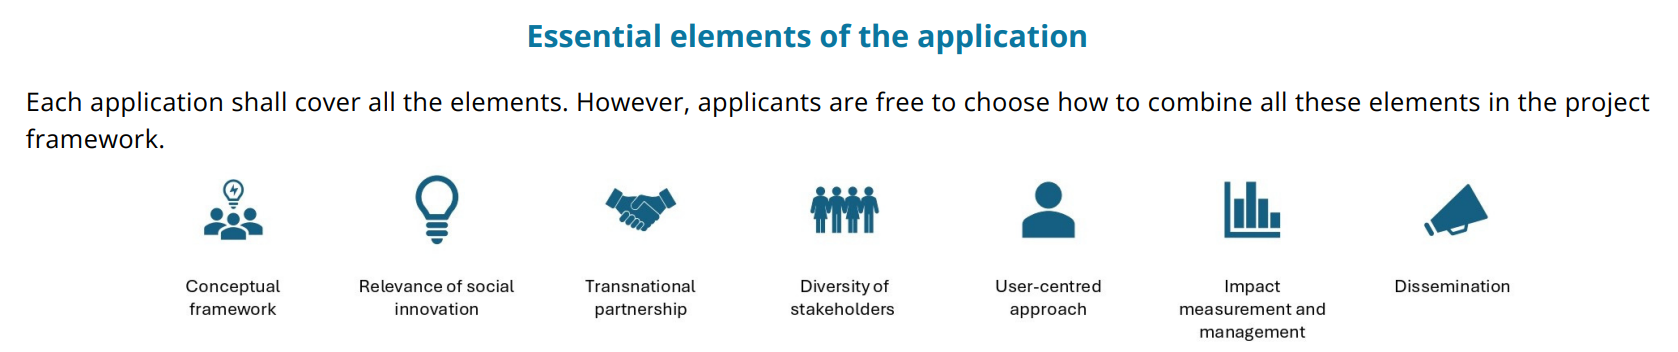 Essential elements of the application
Each application shall cover all the elements. However, applicants are free to choose how to combine all these elements in the project
framework.
Conceptual
framework
Relevance of social
innovation
Transnational
partnership
Diversity of
stakeholders
User-centred
approach
Impact
measurement and
management
Dissemination